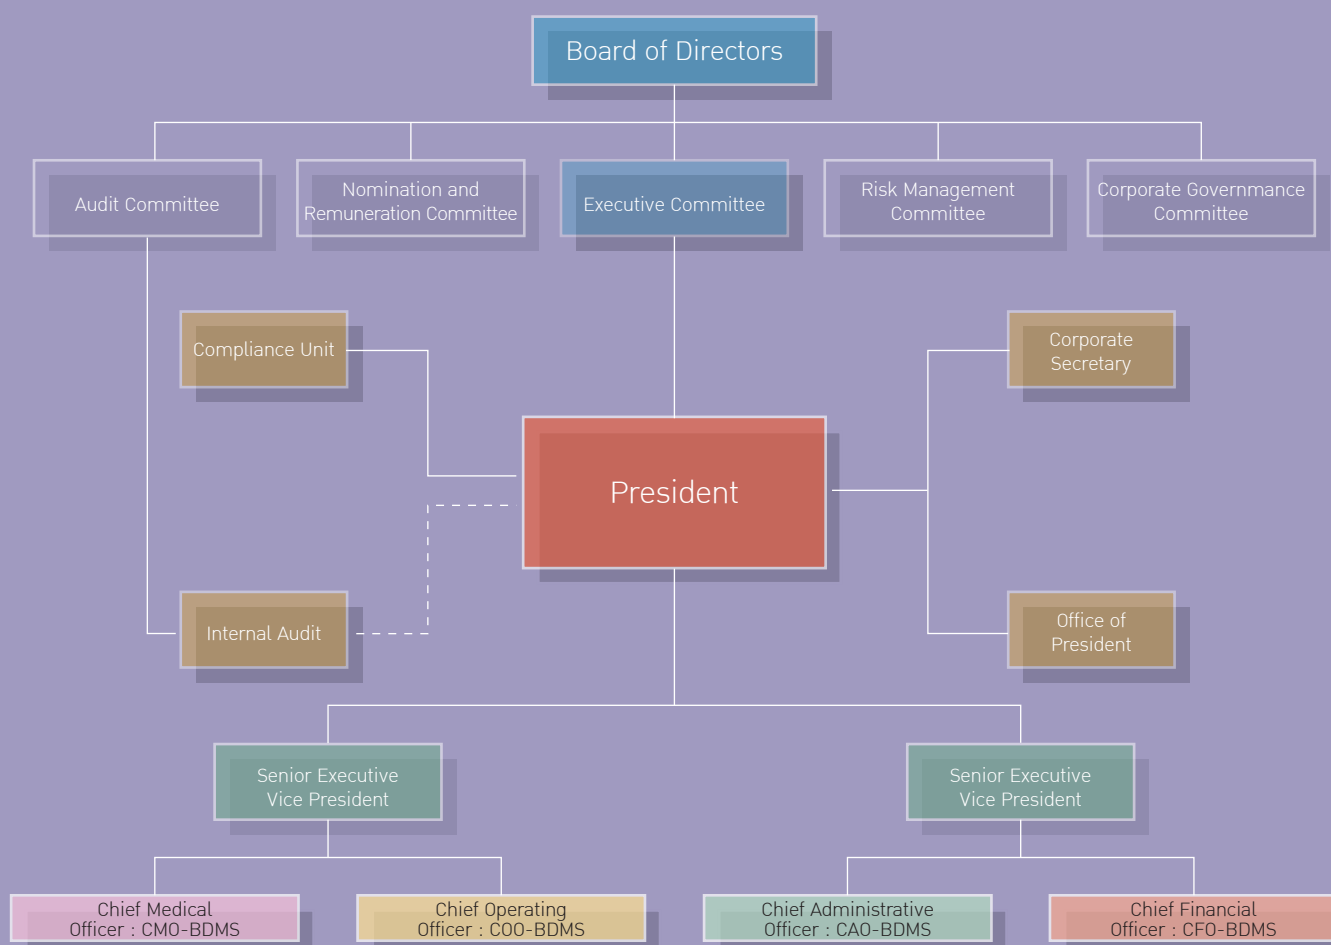 Board of Directors
Audit Committee
Nomination and
Remuneration Committee
Executive Committee
Risk Management
Committee
Corporate Governmance
Committee
Compliance Unit
Corporate
Secretary
President
Internal Audit
Office of
President
Senior Executive
Vice President
Senior Executive
Vice President
Chief Medical
Officer : CMO-BDMS
Chief Operating
Officer : COO-BDMS
Chief Administrative
Officer : CAO-BDMS
Chief Financial
Officer : CFO-BDMS